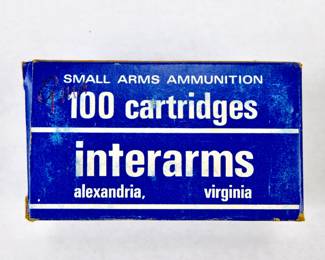 SMALL ARMS AMMUNITION
100 cartridges
interarms
alexandria, virginia